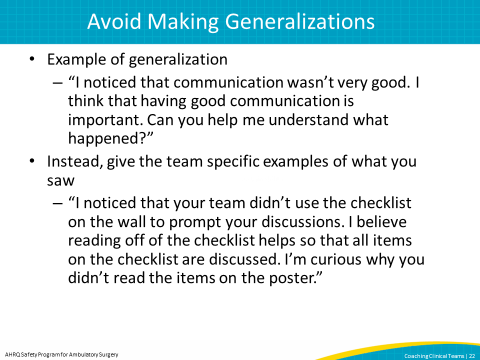 Avoid Making Generalizations
• Example of generalization
– “I noticed that communication wasn’t very good. I
think that having good communication is
important. Can you help me understand what
happened?”
• Instead, give the team specific examples of what you
saw
– “I noticed that your team didn’t use the checklist
on the wall to prompt your discussions. I believe
reading off of the checklist helps so that all items
on the checklist are discussed. I’m curious why you
didn’t read the items on the poster.”
AHRQ Safety Program for Ambulatory Surgery
Coaching Clinical Teams | 22